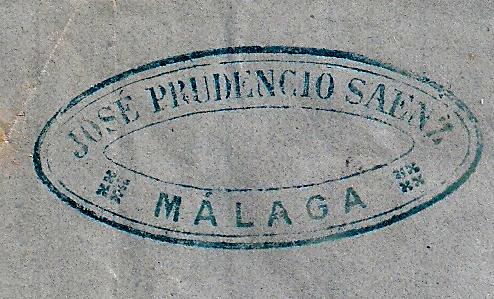 JOSÉ PRUDENCIO SAENZ
MÁLAGA